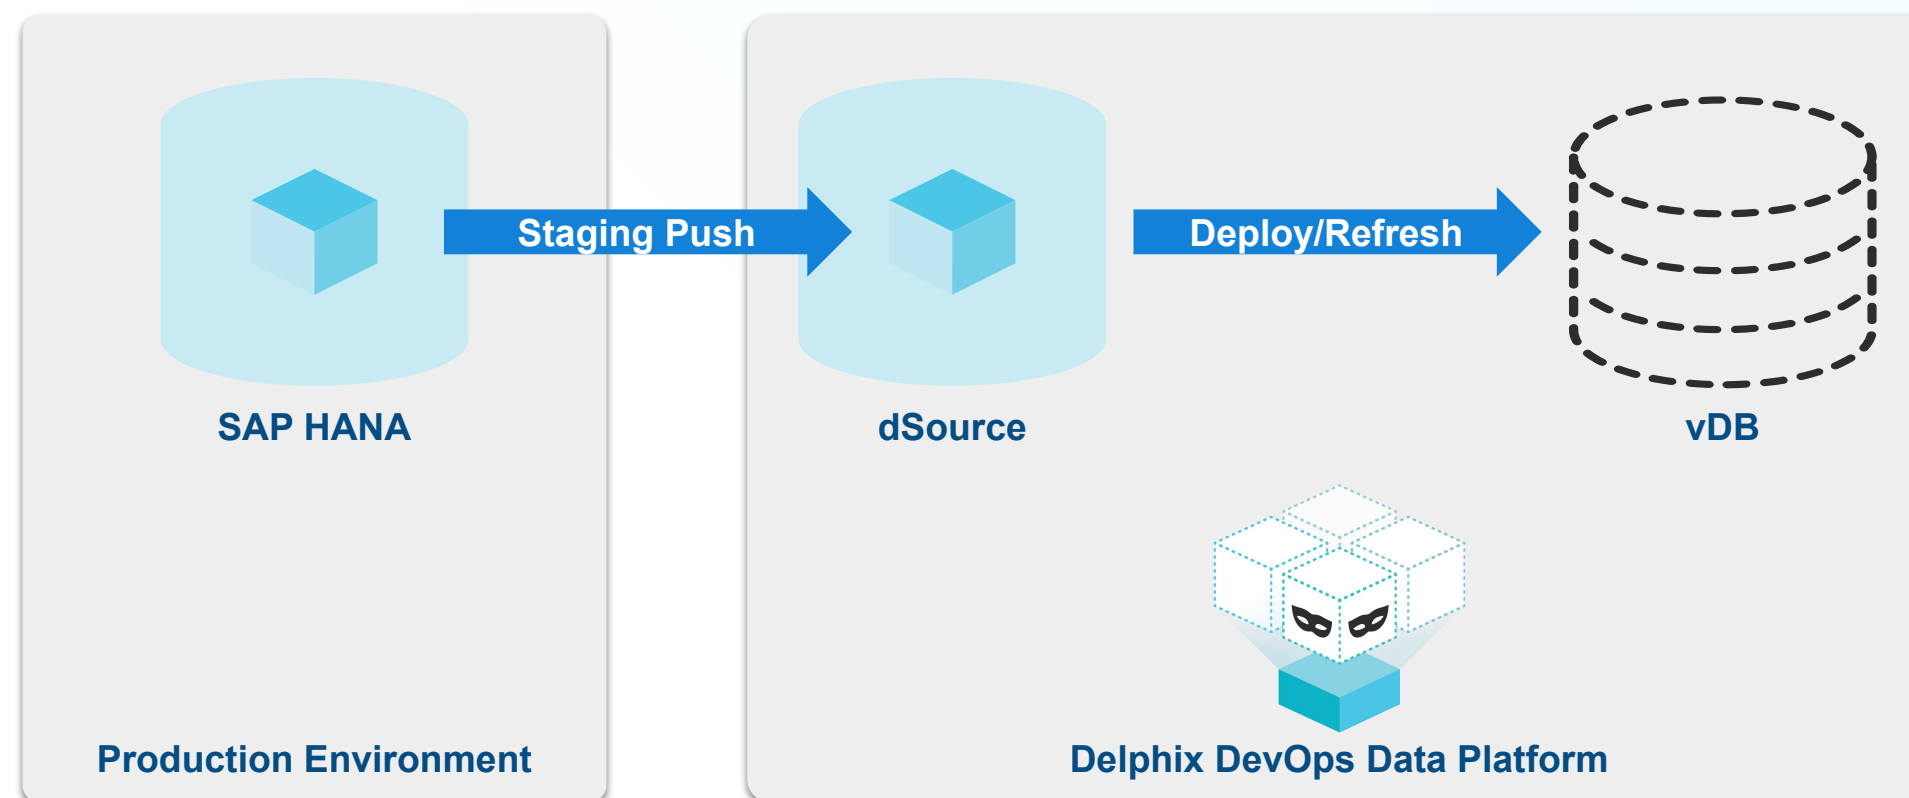 Staging Push
Deploy/Refresh
SAP HANA
dSource
vDB
Production Environment
Delphix DevOps Data Platform